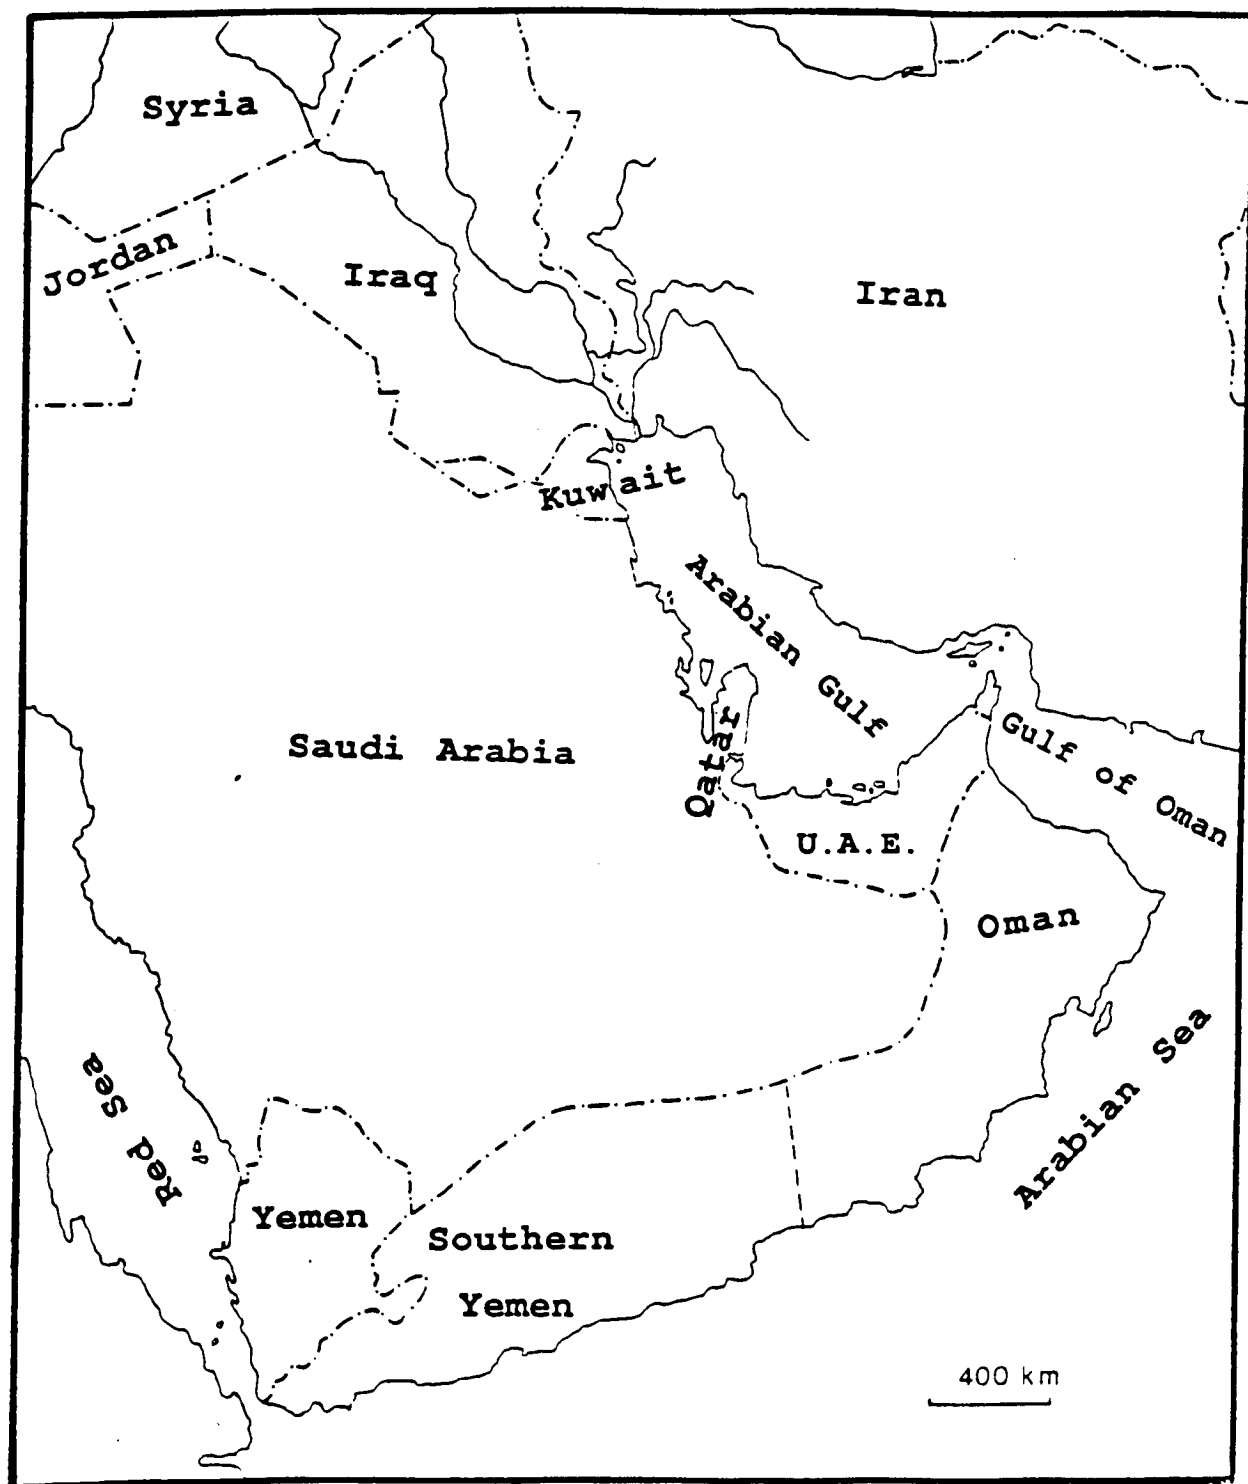 Syria
Jordan
Iraq
Iran
Kuwait
Arabian Gulf
Saudi Arabia
Qatar
Gulf of Oman
U.A.E.
Oman
Red Sea
Arabian Sea
Yemen
Southern
Yemen
400 km